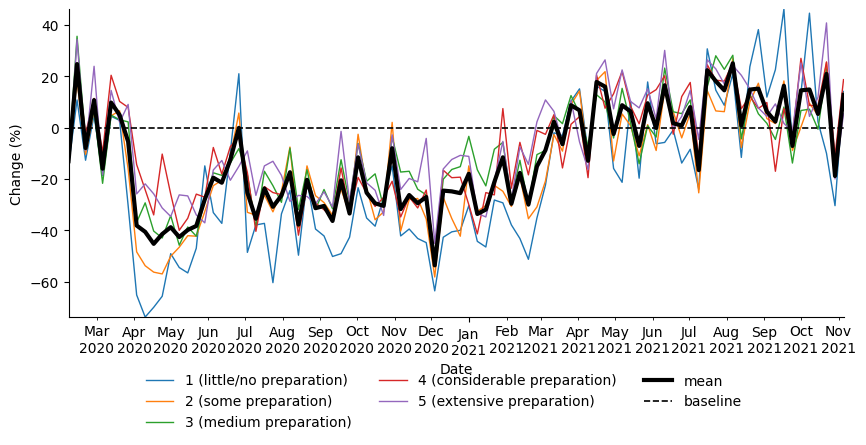 40
20
0
−20
−40
−60
Change (%)
Mar Apr May Jun Jul Aug Sep Oct Nov Dec Jan Feb Mar Apr May Jun Jul Aug Sep Oct Nov
2020 2020 2020 2020 2020 2020 2020 2020 2020 2020 2021 2021 2021 2021 2021 2021 2021 2021 2021 2021 2021
Date
1 (little/no preparation) 4 (considerable preparation) mean
2 (some preparation) 5 (extensive preparation) baseline
3 (medium preparation)